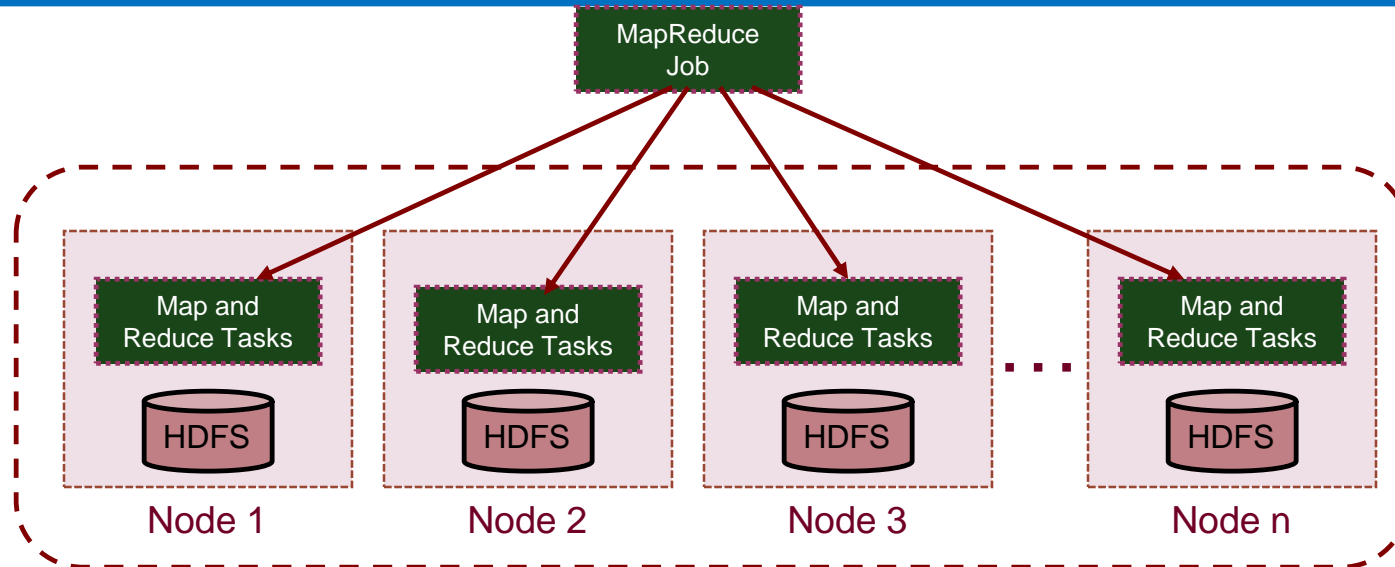 MapReduce
Job
Map and
Reduce Tasks
Map and
Reduce Tasks
Map and
Reduce Tasks
Map and
Reduce Tasks
. . .
HDFS
HDFS
HDFS
HDFS
Node 1
Node 2
Node 3
Node n